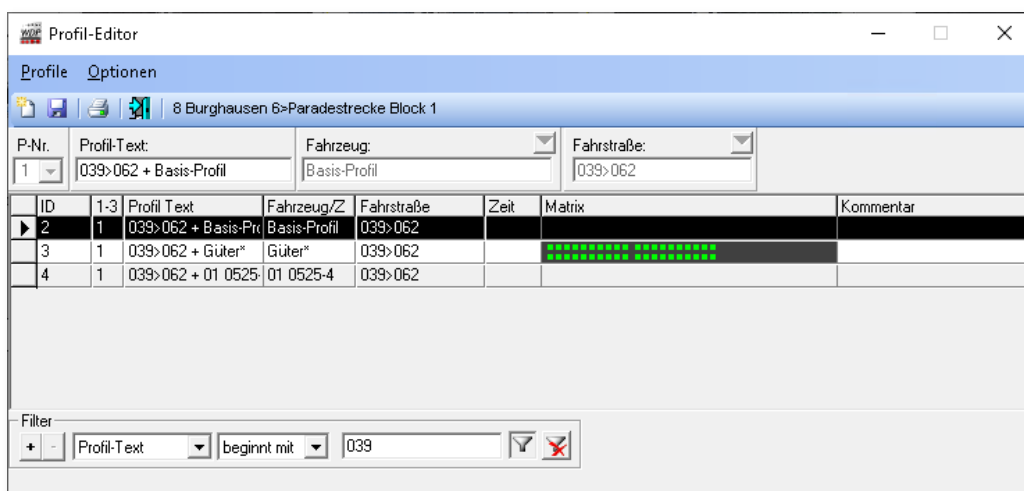 WDP Profil-Editor
Profile Optionen
8 Burghausen 6>Paradestrecke Block 1
P-Nr. Profil-Text: Fahrzeug: Fahrstraße:
1 039>062 + Basis-Profil Basis-Profil 039>062
ID 1-3 Profil Text Fahrzeug/Z Fahrstraße Zeit Matrix Kommentar
2 1 039>062 + Basis-Pro Basis-Profil 039>062
3 1 039>062 + Güter* Güter* 039>062
4 1 039>062 + 01 0525- 01 0525-4 039>062
Filter
+ - Profil-Text beginnt mit 039